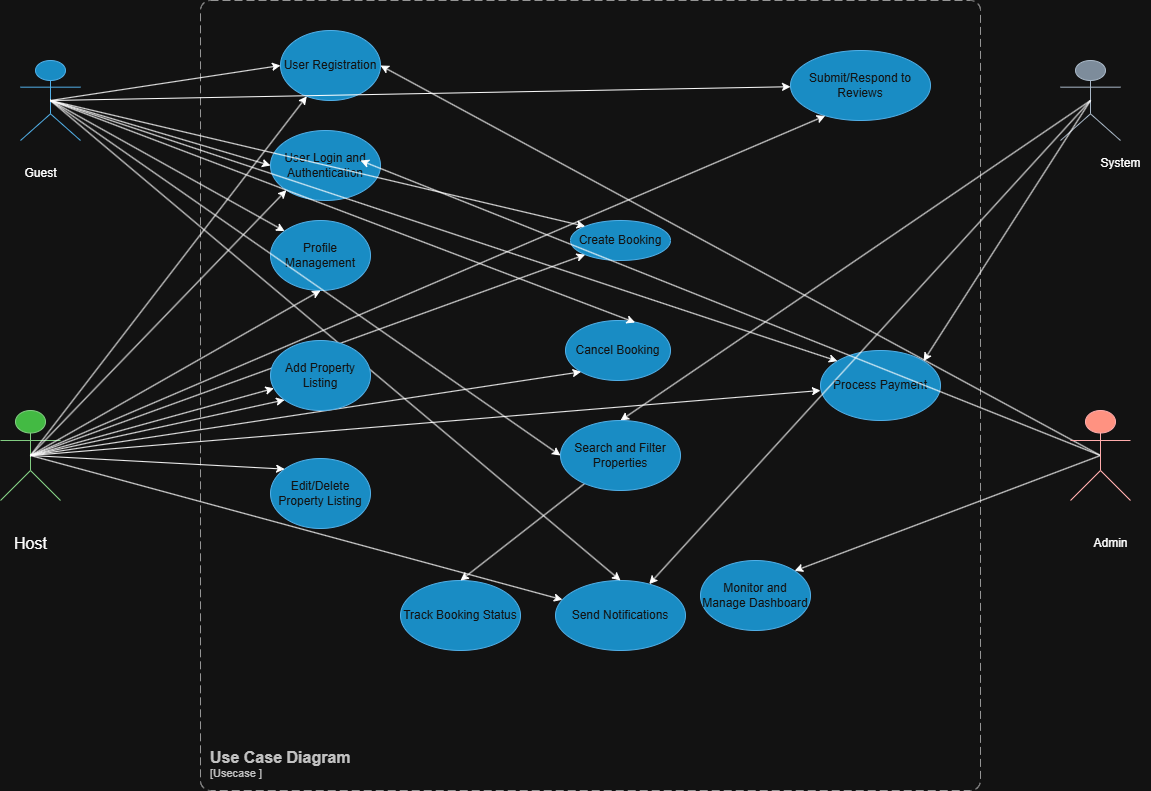 User Registration
Submit/Respond to
Reviews
Guest
System
User Login and
Authentication
Profile
Management
Create Booking
Cancel Booking
Add Property
Listing
Process Payment
Search and Filter
Properties
Edit/Delete
Property Listing
Host
Admin
Track Booking Status
Send Notifications
Monitor and
Manage Dashboard
Use Case Diagram
[Usecase ]